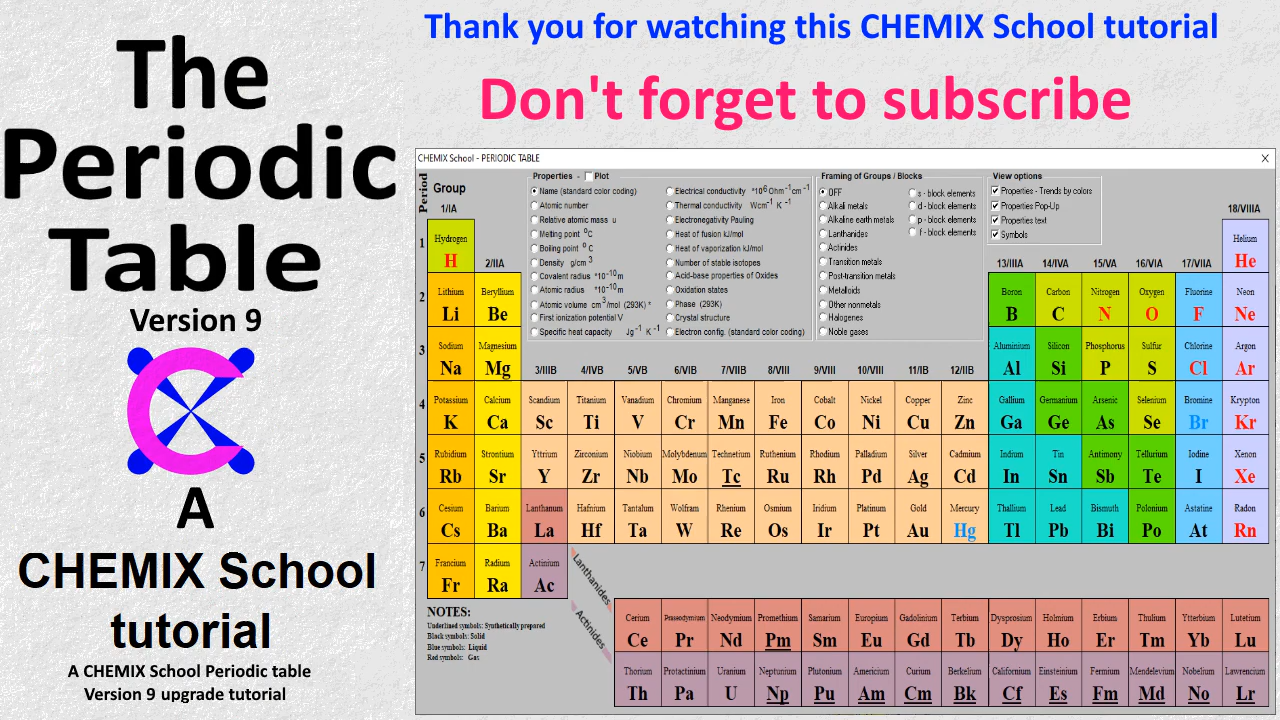 The
Periodic
Table
Version 9
A
CHEMIX School
tutorial
A CHEMIX School Periodic table
Version 9 upgrade tutorial
Thank you for watching this CHEMIX School tutorial
Don't forget to subscribe
CHEMIX School - PERIODIC TABLE
Period
Group
Properties - Plot
Name (standard color coding)
Atomic number
Relative atomic mass u
Melting point °C
Boiling point °C
Density g/cm³
Covalent radius *10⁻¹⁰m
Atomic radius *10⁻¹⁰m
Atomic volume cm³/mol (293K) *
First ionization potential V
Specific heat capacity Jg⁻¹ K⁻¹
Electrical conductivity *10⁶ Ohm⁻¹cm⁻¹
Thermal conductivity Wcm⁻¹ K⁻¹
Electronegativity Pauling
Heat of fusion kJ/mol
Heat of vaporization kJ/mol
Number of stable isotopes
Acid-base properties of Oxides
Oxidation states
Phase (293K)
Crystal structure
Electron config. (standard color coding)
Framing of Groups / Blocks
OFF
Alkali metals
Alkaline earth metals
Lanthanides
Actinides
Transition metals
Post-transition metals
Metalloids
Other nonmetals
Halogenes
Noble gases
s - block elements
d - block elements
p - block elements
f - block elements
View options
Properties - Trends by colors
Properties Pop-Up
Properties text
Symbols
1/IA 18/VIIIA
1 Hydrogen Helium
H He
2/IIA 13/IIIA 14/IVA 15/VA 16/VIA 17/VIIA
2 Lithium Beryllium Boron Carbon Nitrogen Oxygen Fluorine Neon
Li Be B C N O F Ne
3 Sodium Magnesium Aluminium Silicon Phosphorus Sulfur Chlorine Argon
Na Mg Al Si P S Cl Ar
3/IIIB 4/IVB 5/VB 6/VIB 7/VIIB 8/VIII 9/VIII 10/VIII 11/IB 12/IIB
4 Potassium Calcium Scandium Titanium Vanadium Chromium Manganese Iron Cobalt Nickel Copper Zinc Gallium Germanium Arsenic Selenium Bromine Krypton
K Ca Sc Ti V Cr Mn Fe Co Ni Cu Zn Ga Ge As Se Br Kr
5 Rubidium Strontium Yttrium Zirconium Niobium Molybdenum Technetium Ruthenium Rhodium Palladium Silver Cadmium Indium Tin Antimony Tellurium Iodine Xenon
Rb Sr Y Zr Nb Mo Tc Ru Rh Pd Ag Cd In Sn Sb Te I Xe
6 Cesium Barium Lanthanum Hafnium Tantalum Wolfram Rhenium Osmium Iridium Platinum Gold Mercury Thallium Lead Bismuth Polonium Astatine Radon
Cs Ba La Hf Ta W Re Os Ir Pt Au Hg Tl Pb Bi Po At Rn
7 Francium Radium Actinium
Fr Ra Ac
Lanthanides
Actinides
Cerium Praseodymium Neodymium Promethium Samarium Europium Gadolinium Terbium Dysprosium Holmium Erbium Thulium Ytterbium Lutetium
Ce Pr Nd Pm Sm Eu Gd Tb Dy Ho Er Tm Yb Lu
Thorium Protactinium Uranium Neptunium Plutonium Americium Curium Berkelium Californium Einsteinium Fermium Mendelevium Nobelium Lawrencium
Th Pa U Np Pu Am Cm Bk Cf Es Fm Md No Lr
NOTES:
Underlined symbols: Synthetically prepared
Black symbols: Solid
Blue symbols: Liquid
Red symbols: Gas